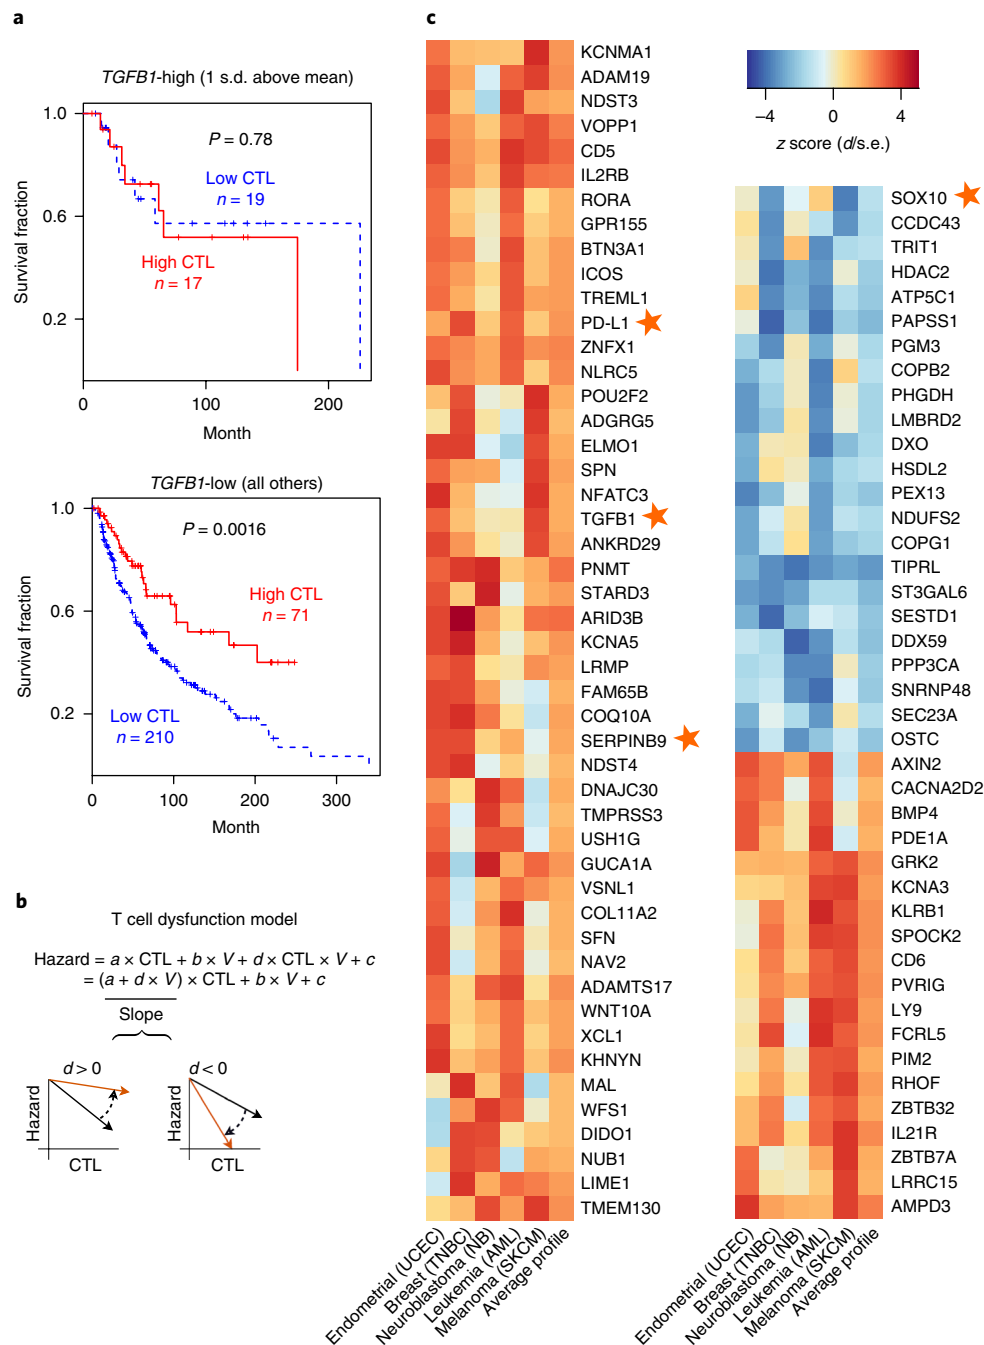 a
TGFB1-high (1 s.d. above mean)
1.0
0.6
0.2
P = 0.78
Low CTL
n = 19
High CTL
n = 17
Survival fraction
0
100
200
Month
TGFB1-low (all others)
1.0
0.6
0.2
P = 0.0016
High CTL
n = 71
Low CTL
n = 210
Survival fraction
0
100
200
300
Month
b
T cell dysfunction model
Hazard = a × CTL + b × V + d × CTL × V + c
= (a + d × V) × CTL + b × V + c
Slope
d > 0
d < 0
Hazard
CTL
Hazard
CTL
c
KCNMA1
ADAM19
NDST3
VOPP1
CD5
IL2RB
RORA
GPR155
BTN3A1
ICOS
TREML1
PD-L1
ZNFX1
NLRC5
POU2F2
ADGRG5
ELMO1
SPN
NFATC3
TGFB1
ANKRD29
PNMT
STARD3
ARID3B
KCNA5
LRMP
FAM65B
COQ10A
SERPINB9
NDST4
DNAJC30
TMPRSS3
USH1G
GUCA1A
VSNL1
COL11A2
SFN
NAV2
ADAMTS17
WNT10A
XCL1
KHNYN
MAL
WFS1
DIDO1
NUB1
LIME1
TMEM130
Endometrial (UCEC)
Breast (TNBC)
Neuroblastoma (NB)
Leukemia (AML)
Melanoma (SKCM)
Average profile
−4
0
4
z score (d/s.e.)
SOX10
CCDC43
TRIT1
HDAC2
ATP5C1
PAPSS1
PGM3
COPB2
PHGDH
LMBRD2
DXO
HSDL2
PEX13
NDUFS2
COPG1
TIPRL
ST3GAL6
SESTD1
DDX59
PPP3CA
SNRNP48
SEC23A
OSTC
AXIN2
CACNA2D2
BMP4
PDE1A
GRK2
KCNA3
KLRB1
SPOCK2
CD6
PVRIG
LY9
FCRL5
PIM2
RHOF
ZBTB32
IL21R
ZBTB7A
LRRC15
AMPD3
Endometrial (UCEC)
Breast (TNBC)
Neuroblastoma (NB)
Leukemia (AML)
Melanoma (SKCM)
Average profile